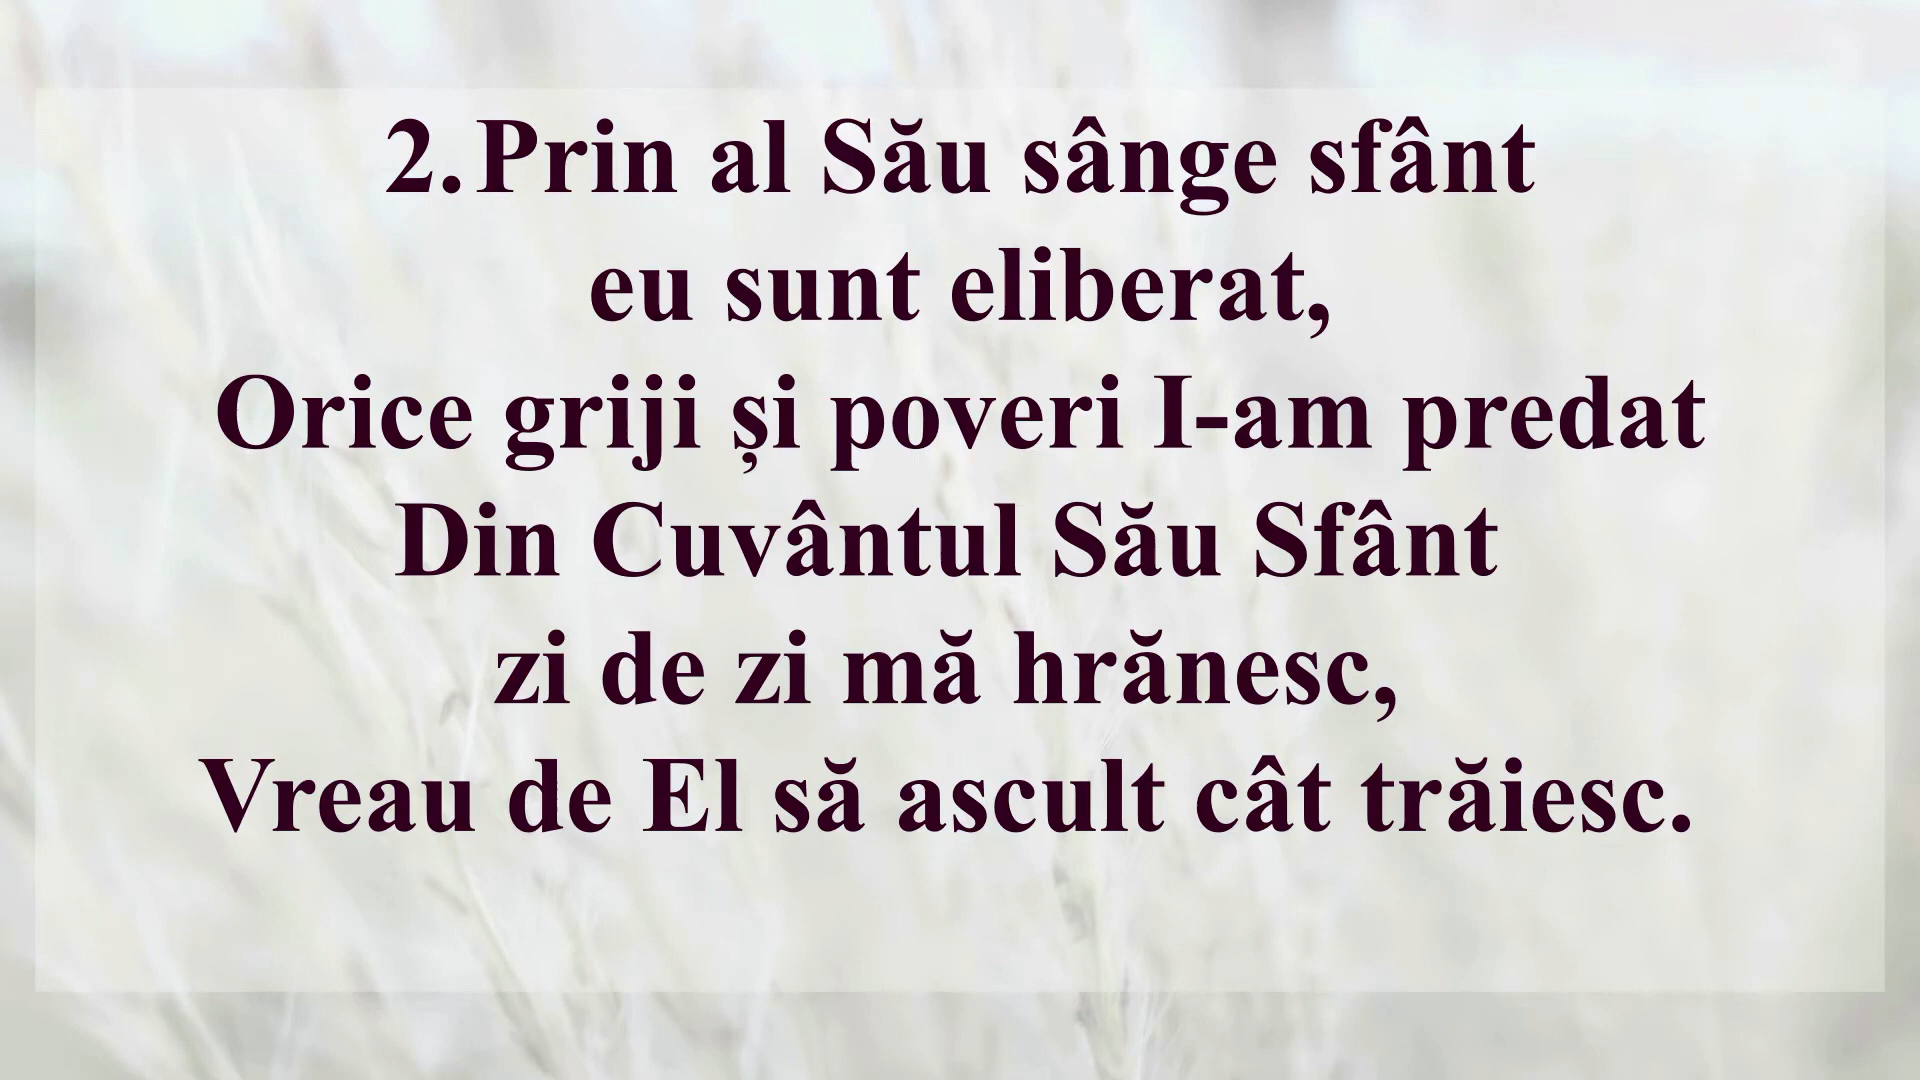 2. Prin al Său sânge sfânt
eu sunt eliberat,
Orice griji și poveri I-am predat
Din Cuvântul Său Sfânt
zi de zi mă hrănesc,
Vreau de El să ascult cât trăiesc.